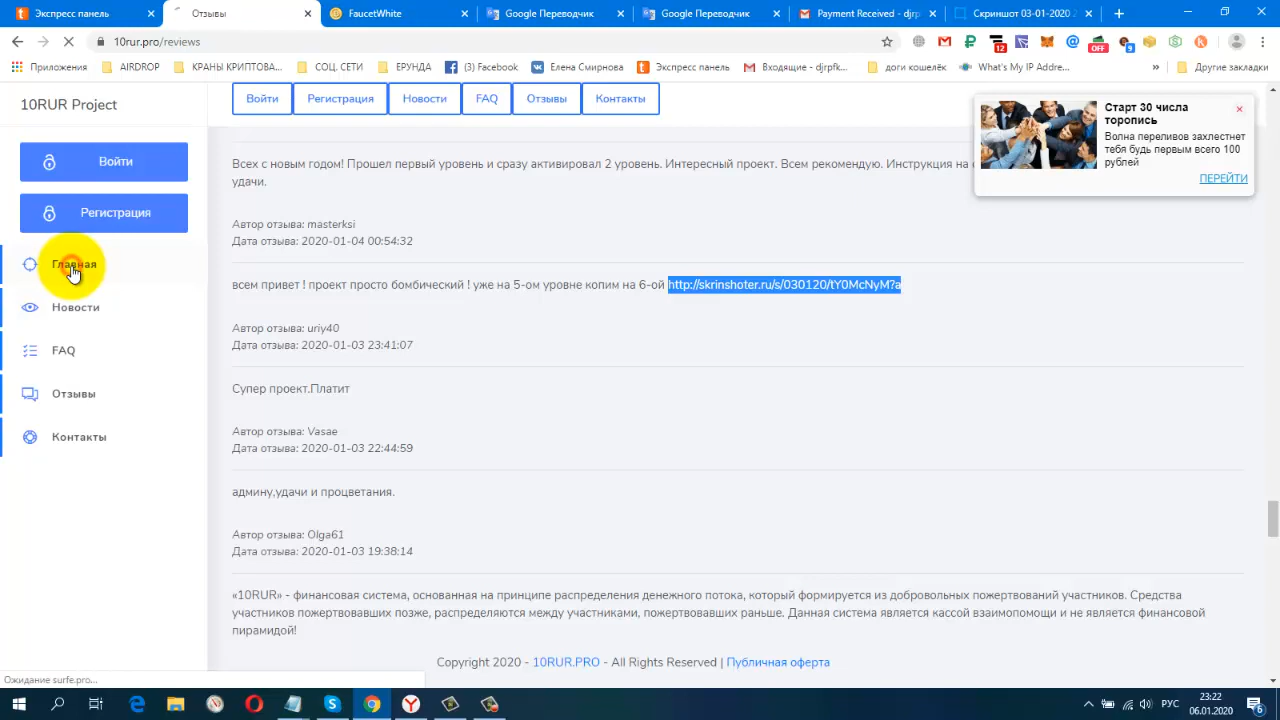 Экспресс панель
Отзывы
FaucetWhite
Google Переводчик
Google Переводчик
Payment Received - djrp
Скриншот 03-01-2020 2
10rur.pro/reviews
12
OFF
9
Приложения
AIRDROP
КРАНЫ КРИПТОВА...
СОЦ. СЕТИ
ЕРУНДА
(3) Facebook
Елена Смирнова
Экспресс панель
Входящие - djrpfk...
доги кошелёк
What's My IP Addre...
»
Другие закладки
10RUR Project
Войти
Регистрация
Новости
FAQ
Отзывы
Контакты
Войти
Регистрация
Главная
Новости
FAQ
Отзывы
Контакты
Старт 30 числа
торопись
Волна переливов захлестнет
тебя будь первым всего 100
рублей
ПЕРЕЙТИ
Всех с новым годом! Прошел первый уровень и сразу активировал 2 уровень. Интересный проект. Всем рекомендую. Инструкция на
удачи.
Автор отзыва: masterksi
Дата отзыва: 2020-01-04 00:54:32
всем привет ! проект просто бомбический ! уже на 5-ом уровне копим на 6-ой http://skrinshoter.ru/s/030120/tY0McNyM?a
Автор отзыва: uriy40
Дата отзыва: 2020-01-03 23:41:07
Супер проект.Платит
Автор отзыва: Vasae
Дата отзыва: 2020-01-03 22:44:59
админу,удачи и процветания.
Автор отзыва: Olga61
Дата отзыва: 2020-01-03 19:38:14
«10RUR» - финансовая система, основанная на принципе распределения денежного потока, который формируется из добровольных пожертвований участников. Средства
участников пожертвовавших позже, распределяются между участниками, пожертвовавших раньше. Данная система является кассой взаимопомощи и не является финансовой
пирамидой!
Copyright 2020 - 10RUR.PRO - All Rights Reserved | Публичная оферта
Ожидание surfe.pro...
РУС
23:22
06.01.2020
6